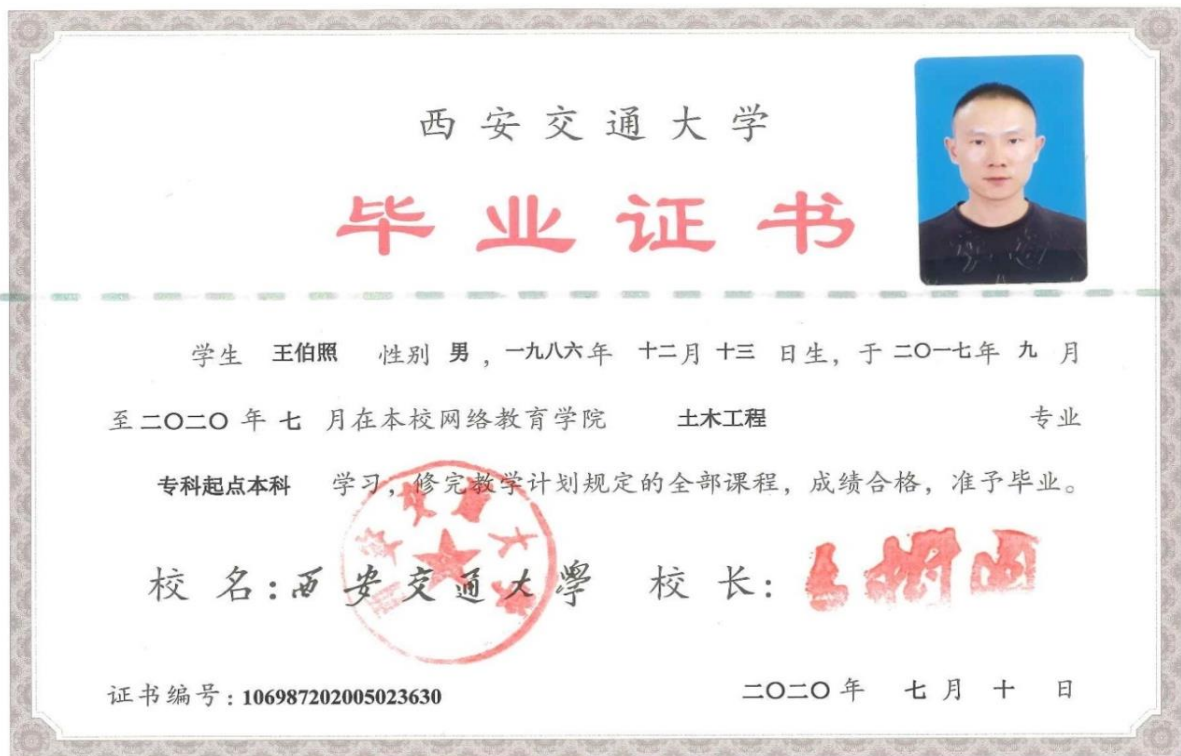 西安交通大学
毕业证书
学生 王伯照 性别 男，一九八六年 十二月 十三 日生，于 二〇一七年 九 月
至 二〇二〇 年 七 月在本校网络教育学院 土木工程 专业
专科起点本科 学习，修完教学计划规定的全部课程，成绩合格，准予毕业。
校 名：西安交通大學 校 长：王树国
证书编号：106987202005023630 二〇二〇 年 七 月 十 日